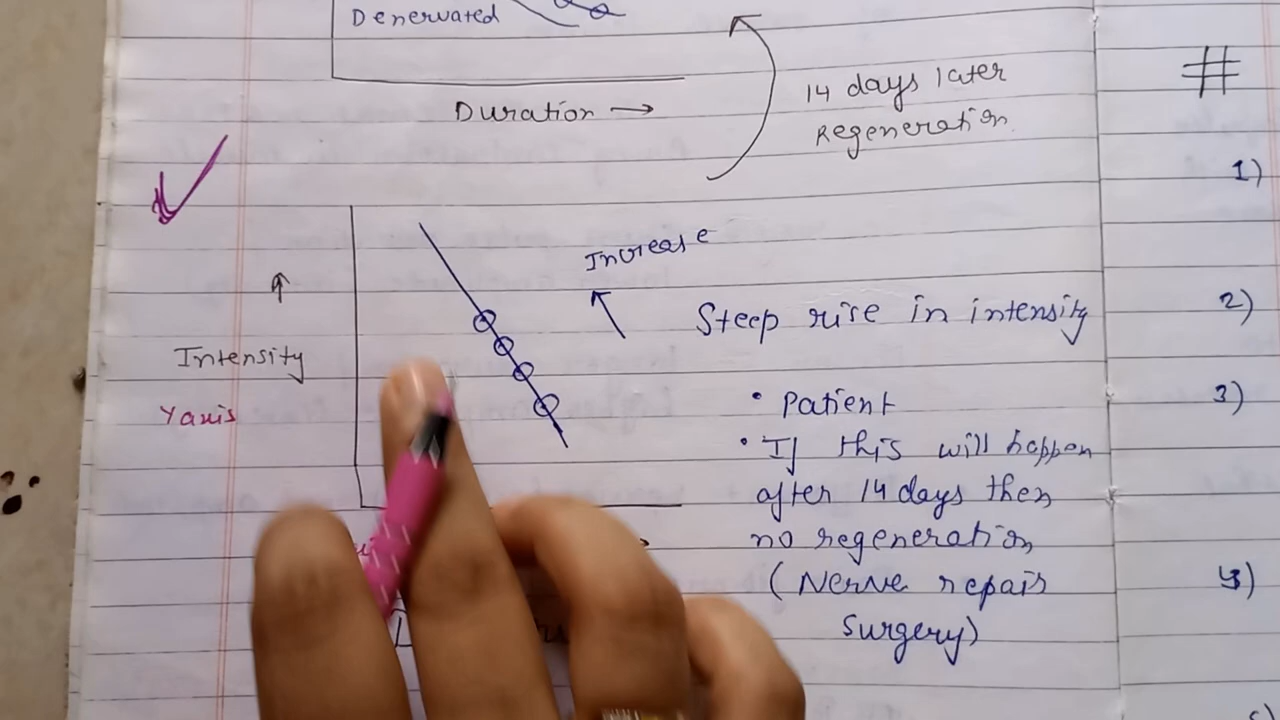 Denervated
Duration →
14 days later
Regeneration
#
1)
Increase
2)
Steep rise in intensity
↑
Intensity
Yaxis
3)
• Patient
• If this will happen
after 14 days then
no regeneration
4)
(Nerve repair
surgery)